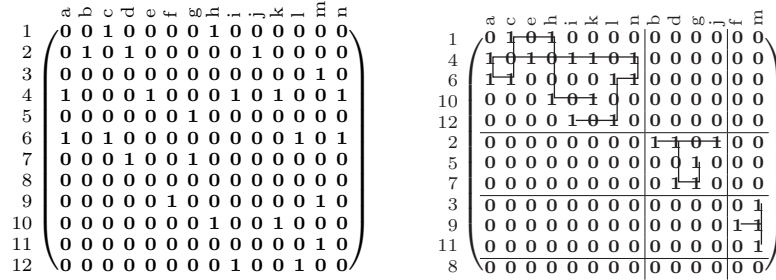 a b c d e f g h i j k l m n
1 0 0 1 0 0 0 0 1 0 0 0 0 0 0
2 0 1 0 1 0 0 0 0 0 1 0 0 0 0
3 0 0 0 0 0 0 0 0 0 0 0 0 1 0
4 1 0 0 0 1 0 0 0 1 0 1 0 0 1
5 0 0 0 0 0 0 1 0 0 0 0 0 0 0
6 1 0 1 0 0 0 0 0 0 0 0 1 0 1
7 0 0 0 1 0 0 1 0 0 0 0 0 0 0
8 0 0 0 0 0 0 0 0 0 0 0 0 0 0
9 0 0 0 0 0 1 0 0 0 0 0 0 1 0
10 0 0 0 0 0 0 0 1 0 0 1 0 0 0
11 0 0 0 0 0 0 0 0 0 0 0 0 1 0
12 0 0 0 0 0 0 0 0 1 0 0 1 0 0
a c e h i k l n b d g j f m
1 0 1 0 1 0 0 0 0 0 0 0 0 0 0
4 1 0 1 0 1 1 0 1 0 0 0 0 0 0
6 1 1 0 0 0 0 1 1 0 0 0 0 0 0
10 0 0 0 1 0 1 0 0 0 0 0 0 0 0
12 0 0 0 0 1 0 1 0 0 0 0 0 0 0
2 0 0 0 0 0 0 0 0 1 1 0 1 0 0
5 0 0 0 0 0 0 0 0 0 0 1 0 0 0
7 0 0 0 0 0 0 0 0 0 1 1 0 0 0
3 0 0 0 0 0 0 0 0 0 0 0 0 0 1
9 0 0 0 0 0 0 0 0 0 0 0 0 1 1
11 0 0 0 0 0 0 0 0 0 0 0 0 0 1
8 0 0 0 0 0 0 0 0 0 0 0 0 0 0